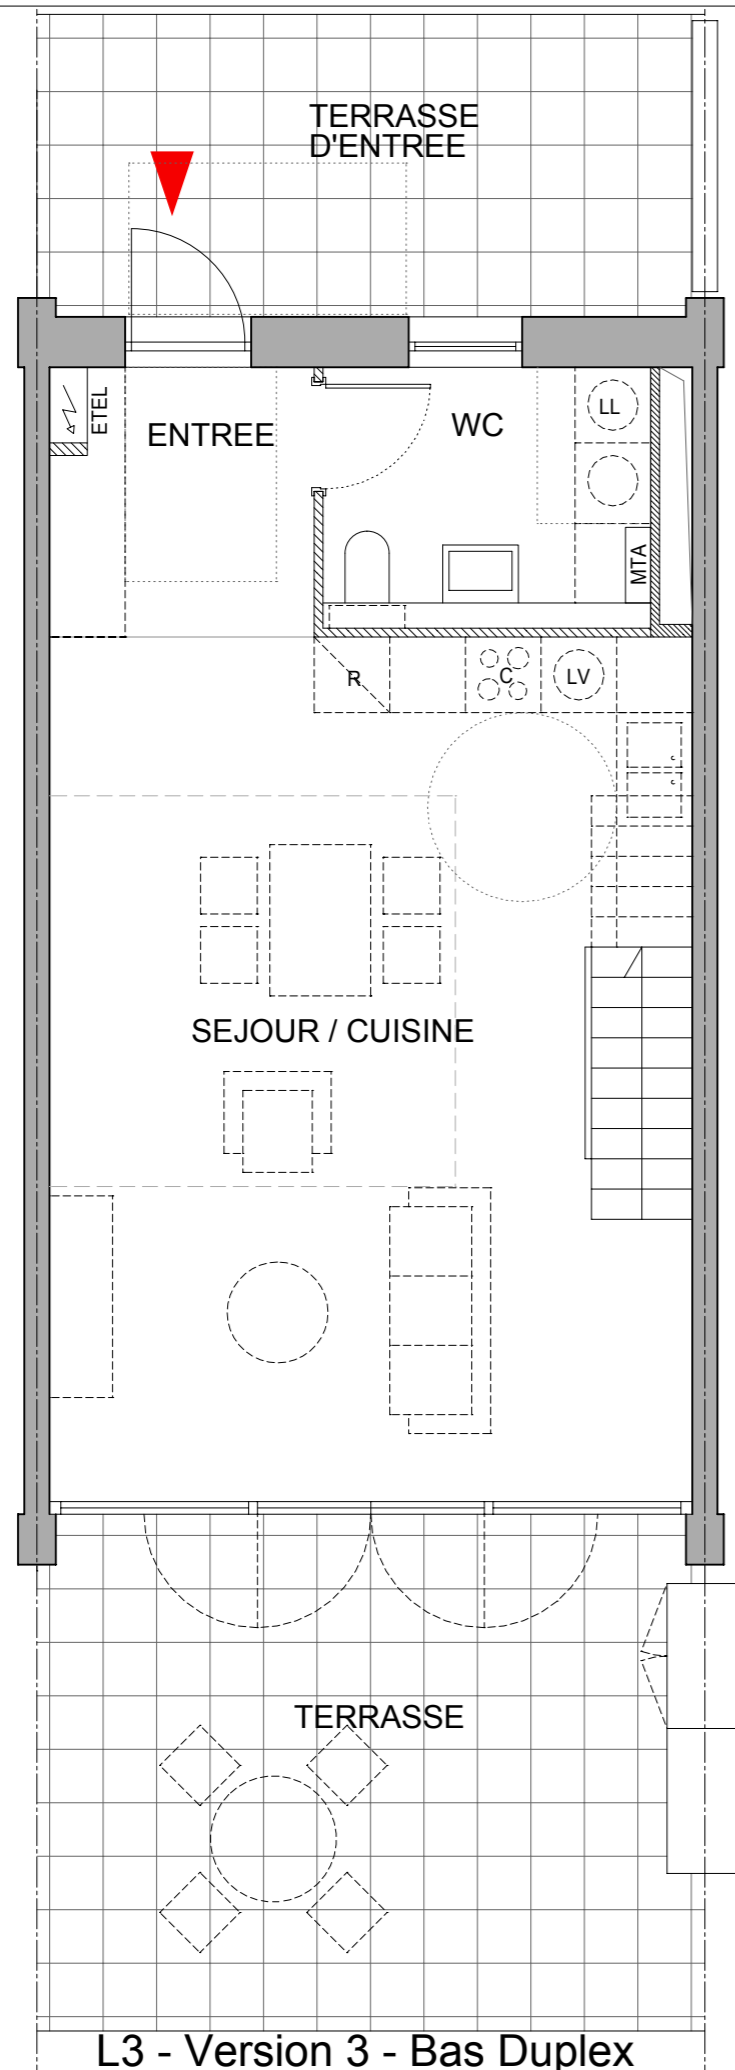 TERRASSE
D'ENTREE
ETEL
ENTREE
WC
LL
MTA
R
C
LV
SEJOUR / CUISINE
TERRASSE
L3 - Version 3 - Bas Duplex